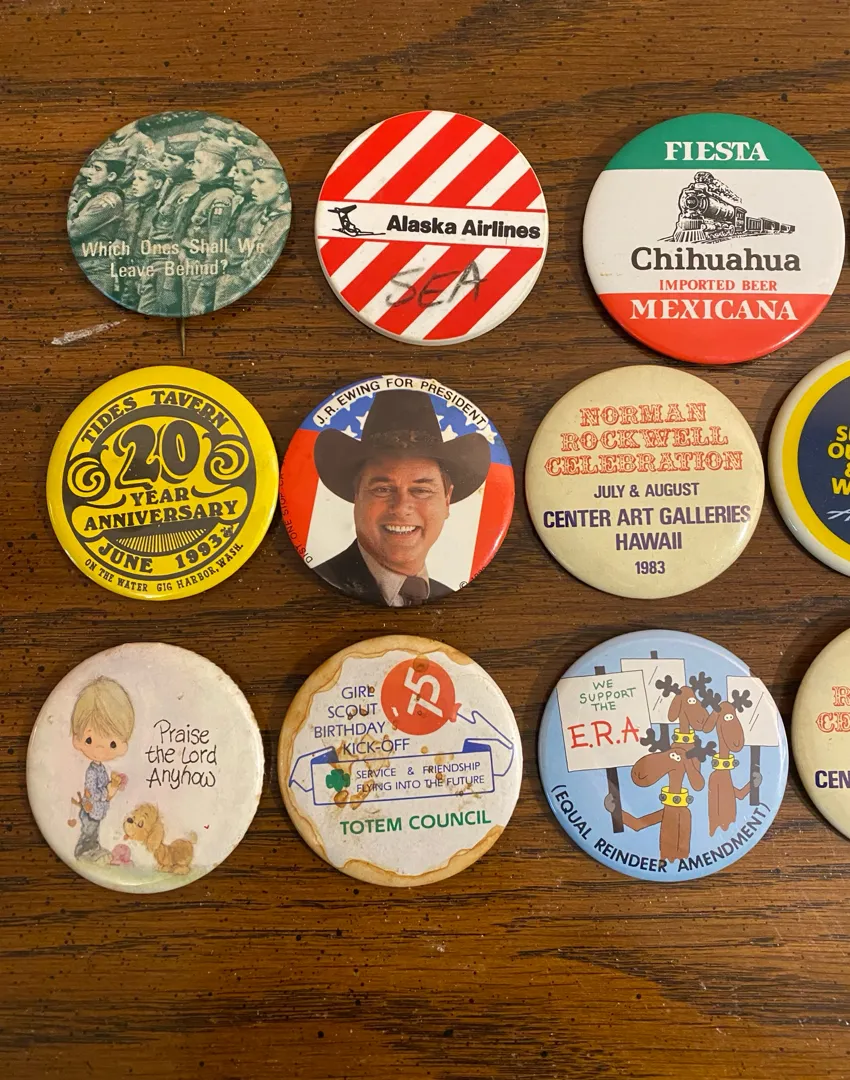 Which Ones Shall We
Leave Behind?
Alaska Airlines
SEA
FIESTA
Chihuahua
IMPORTED BEER
MEXICANA
TIDES TAVERN
20
YEAR
ANNIVERSARY
JUNE 1993
ON THE WATER GIG HARBOR, WASH.
J.R. EWING FOR PRESIDENT
NORMAN
ROCKWELL
CELEBRATION
JULY & AUGUST
CENTER ART GALLERIES
HAWAII
1983
Praise
the Lord
Anyhow
75
GIRL
SCOUT
BIRTHDAY
KICK-OFF
SERVICE & FRIENDSHIP
FLYING INTO THE FUTURE
TOTEM COUNCIL
WE
SUPPORT
THE
E.R.A.
(EQUAL REINDEER AMENDMENT)
CEN